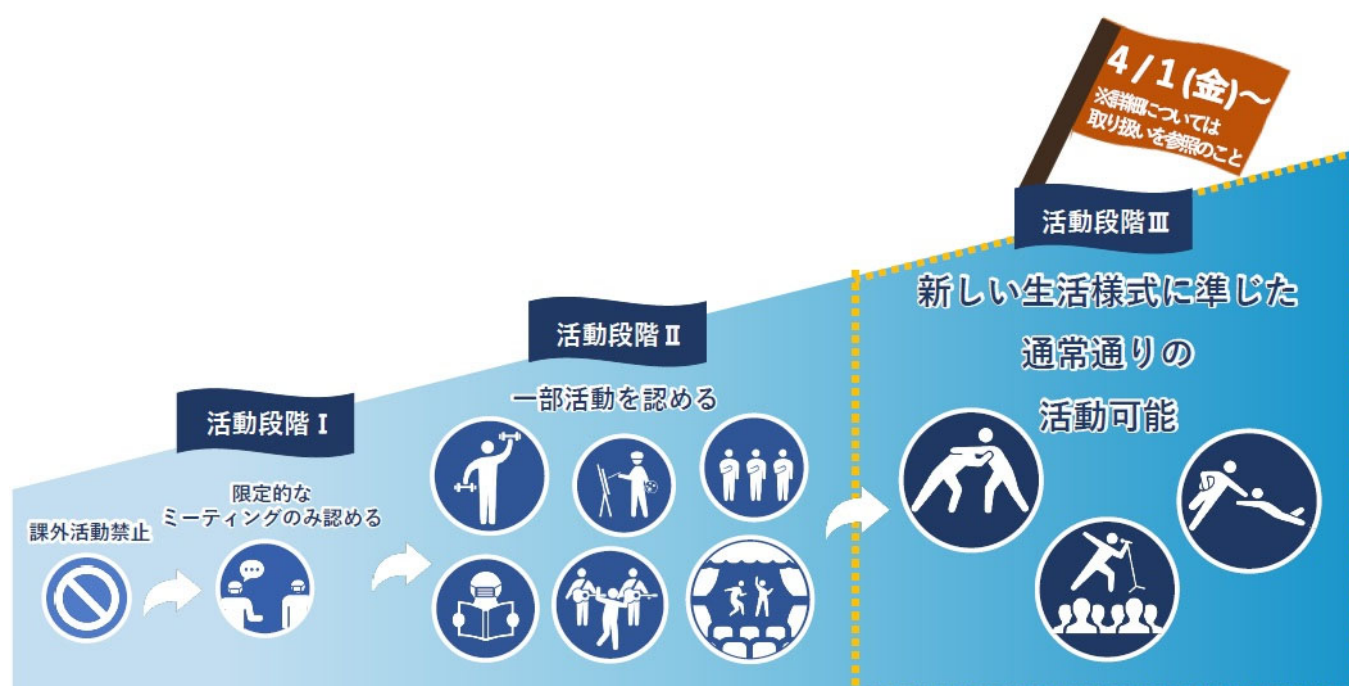 4/1(金)～
※詳細については
取り扱いを参照のこと
活動段階Ⅲ
新しい生活様式に準じた
通常通りの
活動可能
活動段階Ⅱ
一部活動を認める
活動段階Ⅰ
限定的な
ミーティングのみ認める
課外活動禁止